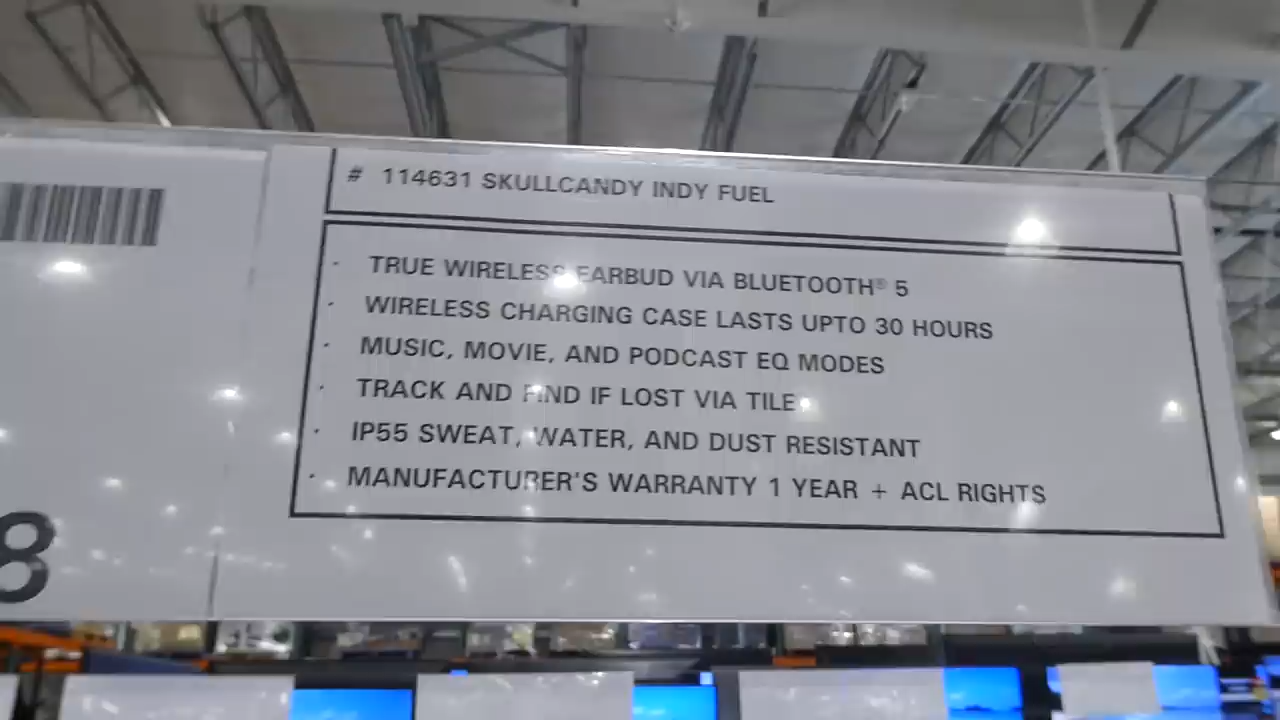 # 114631 SKULLCANDY INDY FUEL
· TRUE WIRELESS EARBUD VIA BLUETOOTH® 5
· WIRELESS CHARGING CASE LASTS UPTO 30 HOURS
· MUSIC, MOVIE, AND PODCAST EQ MODES
· TRACK AND FIND IF LOST VIA TILE
· IP55 SWEAT, WATER, AND DUST RESISTANT
· MANUFACTURER'S WARRANTY 1 YEAR + ACL RIGHTS
8